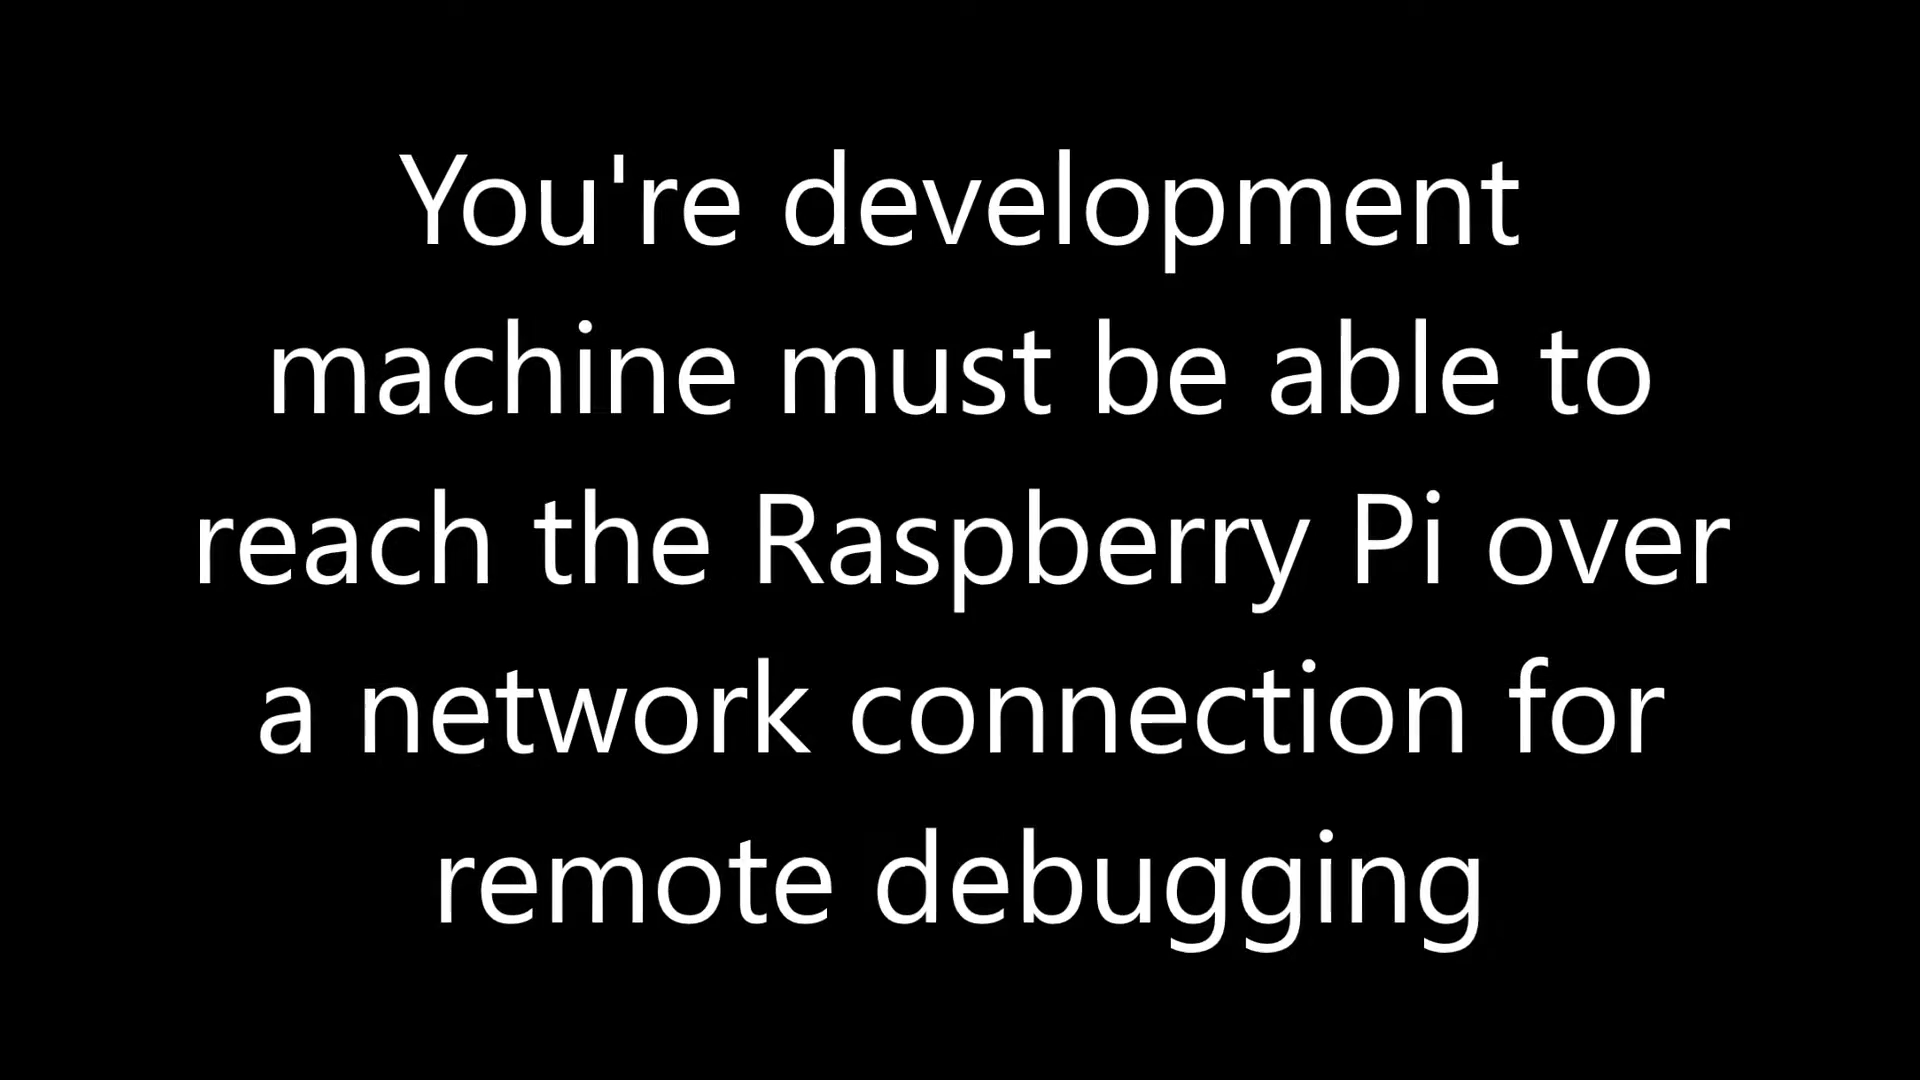 You're development
machine must be able to
reach the Raspberry Pi over
a network connection for
remote debugging